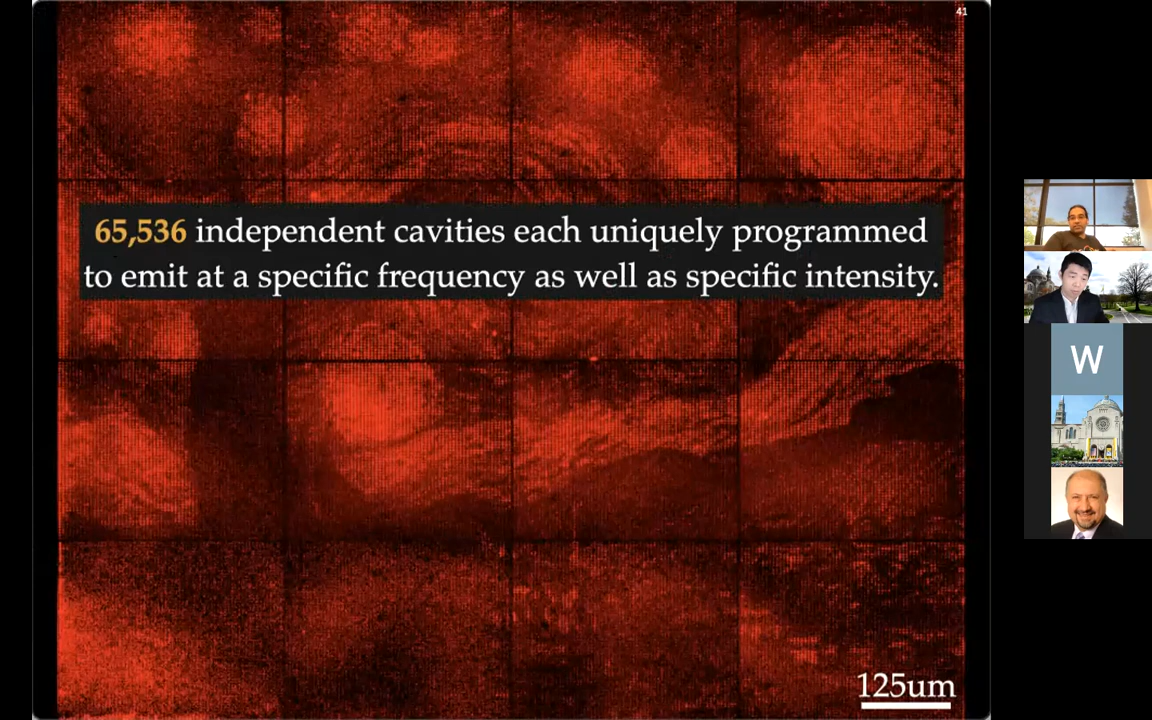 41
65,536 independent cavities each uniquely programmed
to emit at a specific frequency as well as specific intensity.
W
125um